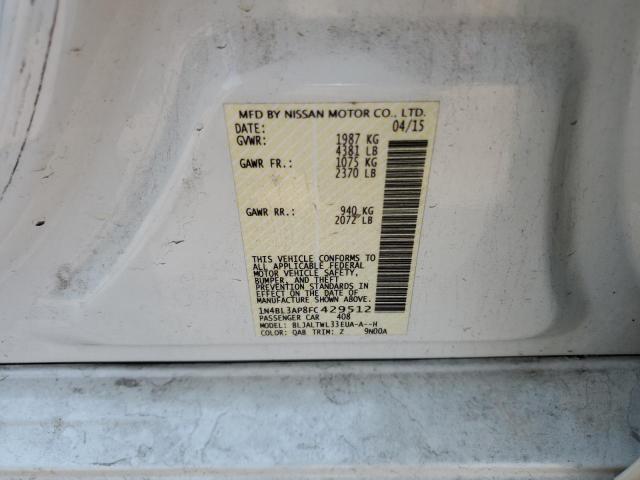 MFD BY NISSAN MOTOR CO., LTD.
DATE: 04/15
GVWR: 1987 KG
4381 LB
GAWR FR.: 1075 KG
2370 LB
GAWR RR.: 940 KG
2072 LB
THIS VEHICLE CONFORMS TO
ALL APPLICABLE FEDERAL
MOTOR VEHICLE SAFETY,
BUMPER, AND THEFT
PREVENTION STANDARDS IN
EFFECT ON THE DATE OF
MANUFACTURE SHOWN ABOVE.
1N4BL3AP8FC429512
PASSENGER CAR 408
MODEL: BLJALTWL33EUA-A--H
COLOR: QAB TRIM: Z 9N00A